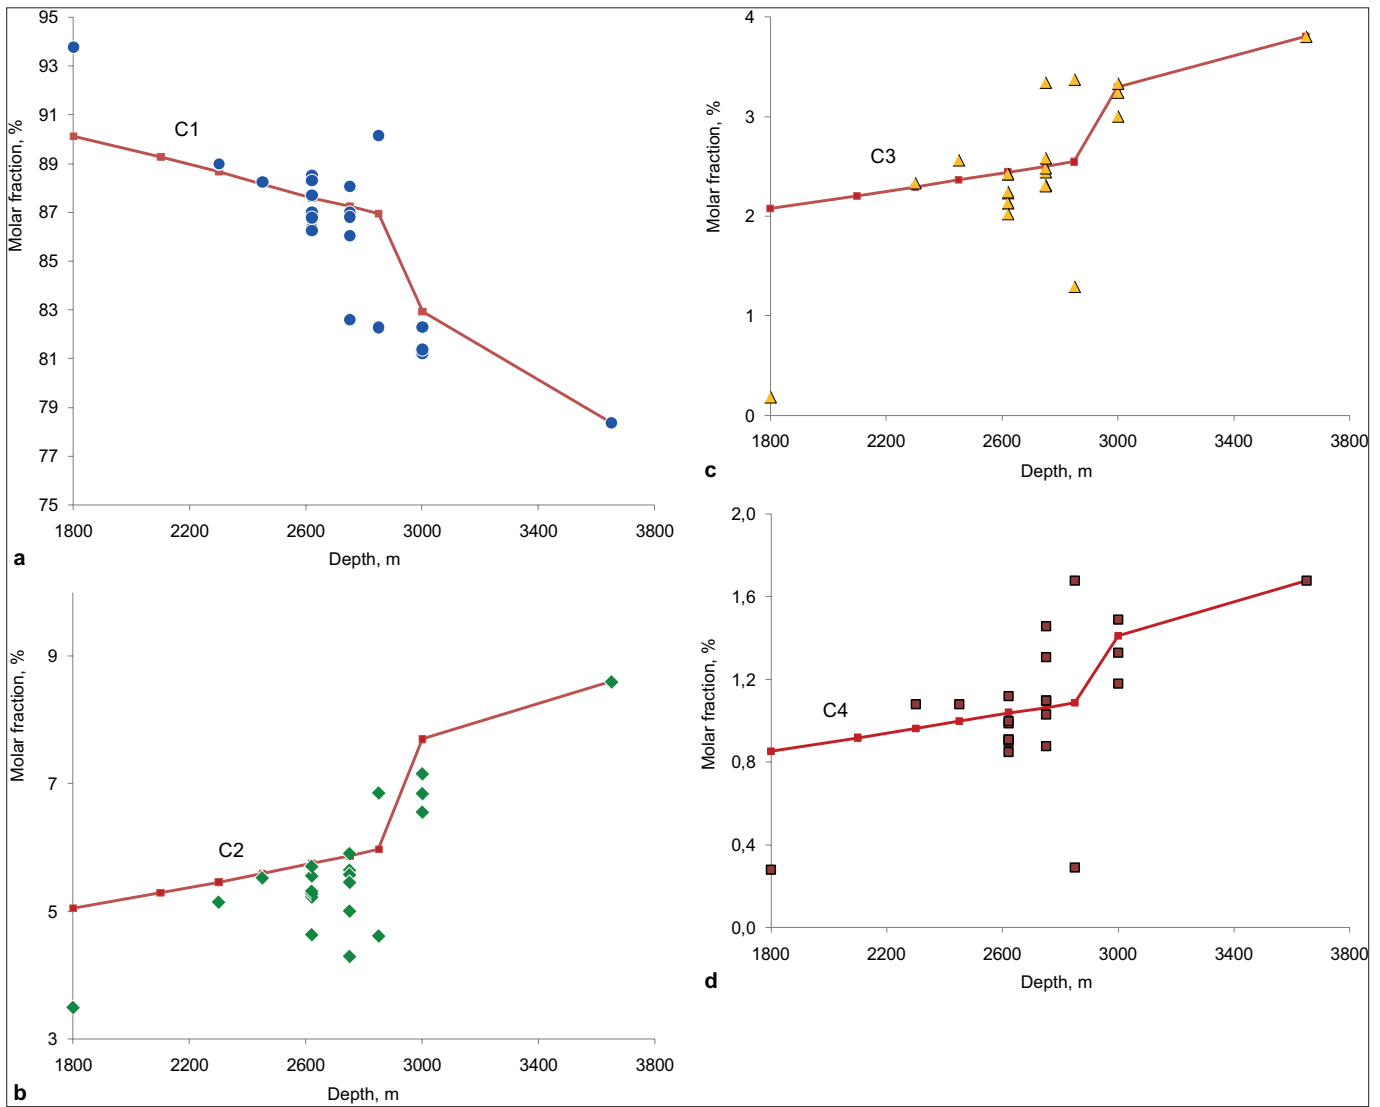 95
93
91
89
87
85
83
81
79
77
75
Molar fraction, %
C1
1800 2200 2600 3000 3400 3800
Depth, m
a
9
7
5
3
Molar fraction, %
C2
1800 2200 2600 3000 3400 3800
Depth, m
b
4
3
2
1
0
Molar fraction, %
C3
1800 2200 2600 3000 3400 3800
Depth, m
c
2,0
1,6
1,2
0,8
0,4
0,0
Molar fraction, %
C4
1800 2200 2600 3000 3400 3800
Depth, m
d